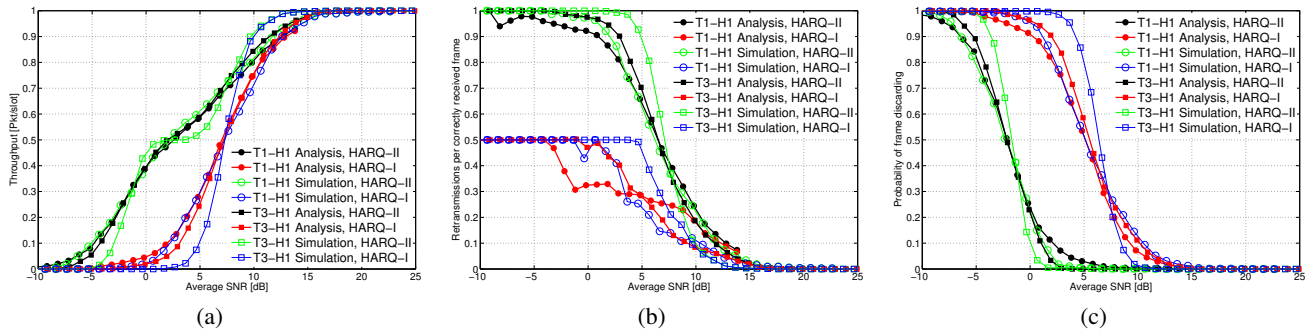 1
0.9
0.8
0.7
0.6
0.5
0.4
0.3
0.2
0.1
0
Throughput [Pkt/slot]
T1−H1 Analysis, HARQ−II
T1−H1 Analysis, HARQ−I
T1−H1 Simulation, HARQ−II
T1−H1 Simulation, HARQ−I
T3−H1 Analysis, HARQ−II
T3−H1 Analysis, HARQ−I
T3−H1 Simulation, HARQ−II
T3−H1 Simulation, HARQ−I
−10 −5 0 5 10 15 20 25
Average SNR [dB]
(a)
1
0.9
0.8
0.7
0.6
0.5
0.4
0.3
0.2
0.1
0
Retransmissions per correctly received frame
T1−H1 Analysis, HARQ−II
T1−H1 Analysis, HARQ−I
T1−H1 Simulation, HARQ−II
T1−H1 Simulation, HARQ−I
T3−H1 Analysis, HARQ−II
T3−H1 Analysis, HARQ−I
T3−H1 Simulation, HARQ−II
T3−H1 Simulation, HARQ−I
−10 −5 0 5 10 15 20 25
Average SNR [dB]
(b)
1
0.9
0.8
0.7
0.6
0.5
0.4
0.3
0.2
0.1
0
Probability of frame discarding
T1−H1 Analysis, HARQ−II
T1−H1 Analysis, HARQ−I
T1−H1 Simulation, HARQ−II
T1−H1 Simulation, HARQ−I
T3−H1 Analysis, HARQ−II
T3−H1 Analysis, HARQ−I
T3−H1 Simulation, HARQ−II
T3−H1 Simulation, HARQ−I
−10 −5 0 5 10 15 20 25
Average SNR [dB]
(c)